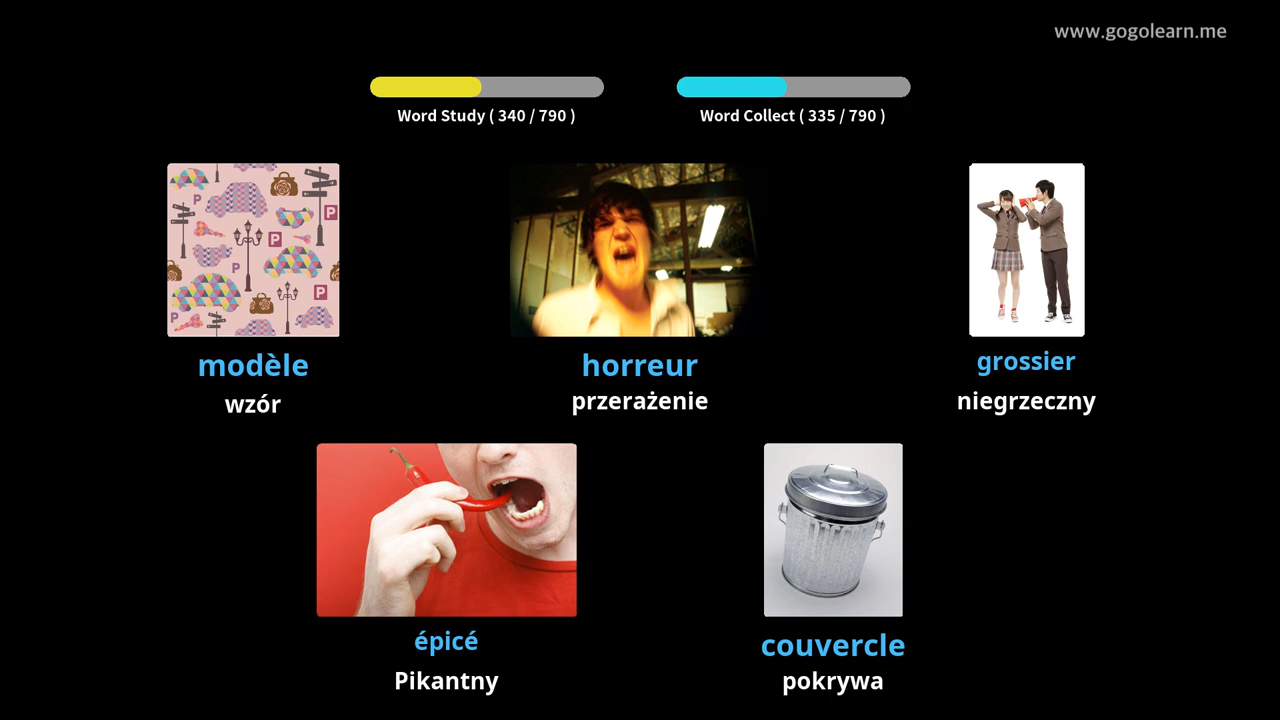 www.gogolearn.me
Word Study ( 340 / 790 )
Word Collect ( 335 / 790 )
P
P
P
P
P
P
modèle
wzór
horreur
przerażenie
grossier
niegrzeczny
épicé
Pikantny
couvercle
pokrywa